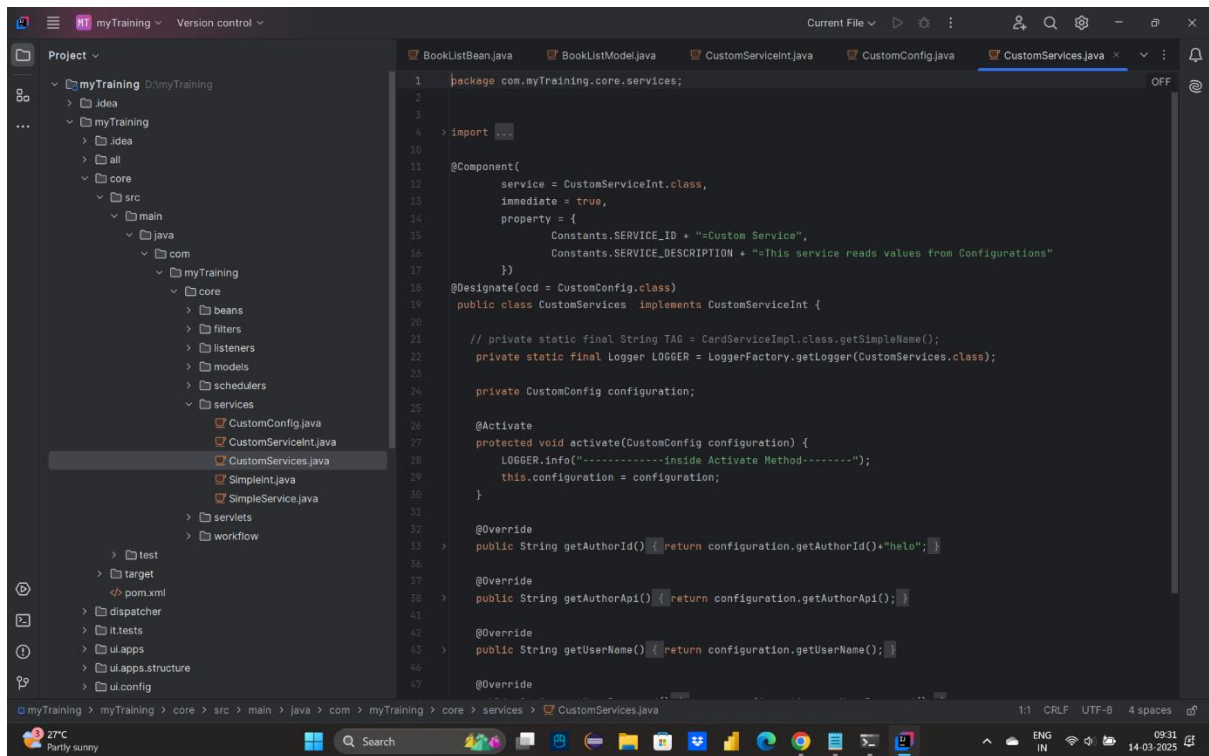 MT myTraining Version control Current File
Project
BookListBean.java BookListModel.java CustomServiceInt.java CustomConfig.java CustomServices.java
myTraining D:\myTraining
.idea
myTraining
.idea
all
core
src
main
java
com
myTraining
core
beans
filters
listeners
models
schedulers
services
CustomConfig.java
CustomServiceInt.java
CustomServices.java
SimpleInt.java
SimpleService.java
servlets
workflow
test
target
pom.xml
dispatcher
it.tests
ui.apps
ui.apps.structure
ui.config
1 package com.myTraining.core.services; OFF
2
3
4 import ...
10
11 @Component(
12 service = CustomServiceInt.class,
13 immediate = true,
14 property = {
15 Constants.SERVICE_ID + "=Custom Service",
16 Constants.SERVICE_DESCRIPTION + "=This service reads values from Configurations"
17 })
18 @Designate(ocd = CustomConfig.class)
19 public class CustomServices implements CustomServiceInt {
20
21 // private static final String TAG = CardServiceImpl.class.getSimpleName();
22 private static final Logger LOGGER = LoggerFactory.getLogger(CustomServices.class);
23
24 private CustomConfig configuration;
25
26 @Activate
27 protected void activate(CustomConfig configuration) {
28 LOGGER.info("-------------inside Activate Method--------");
29 this.configuration = configuration;
30 }
31
32 @Override
33 public String getAuthorId() { return configuration.getAuthorId()+"helo"; }
36
37 @Override
38 public String getAuthorApi() { return configuration.getAuthorApi(); }
41
42 @Override
43 public String getUserName() { return configuration.getUserName(); }
46
47 @Override
myTraining > myTraining > core > src > main > java > com > myTraining > core > services > CustomServices.java 1:1 CRLF UTF-8 4 spaces
3 27°C
Partly sunny
Search
ENG
IN
09:31
14-03-2025